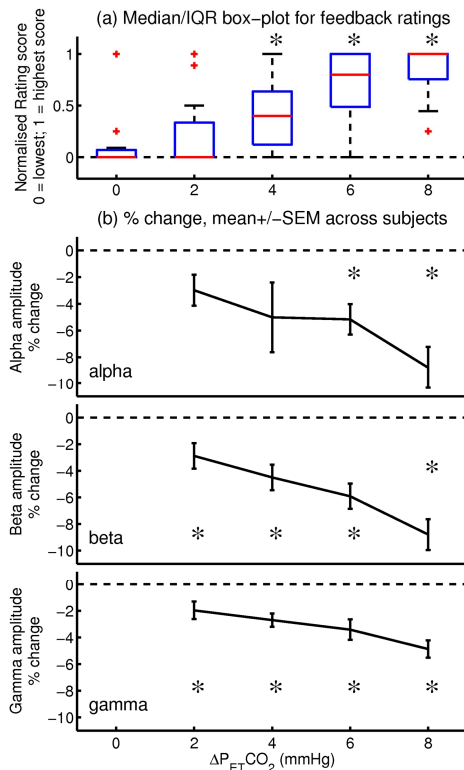 (a) Median/IQR box-plot for feedback ratings
Normalised Rating score
0 = lowest; 1 = highest score
1
0.5
0
* * *
0 2 4 6 8
(b) % change, mean+/-SEM across subjects
Alpha amplitude
% change
0
−2
−4
−6
−8
−10
* *
alpha
Beta amplitude
% change
0
−2
−4
−6
−8
−10
* * * *
beta
Gamma amplitude
% change
0
−2
−4
−6
−8
−10
* * * *
gamma
0 2 4 6 8
ΔPETCO2 (mmHg)